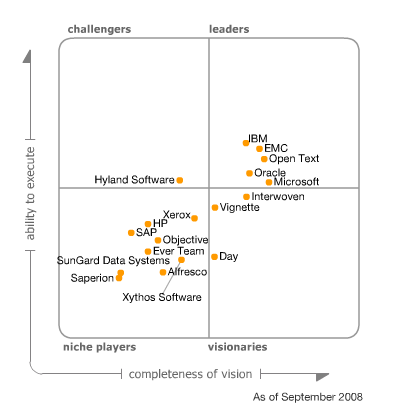 challengers
leaders
IBM
EMC
Open Text
Oracle
Hyland Software
Microsoft
Interwoven
Vignette
Xerox
HP
SAP
Objective
Ever Team
Day
SunGard Data Systems
Alfresco
Saperion
Xythos Software
ability to execute
niche players
visionaries
completeness of vision
As of September 2008